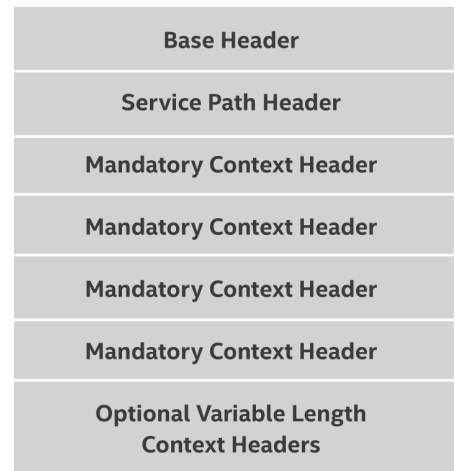 Base Header
Service Path Header
Mandatory Context Header
Mandatory Context Header
Mandatory Context Header
Mandatory Context Header
Optional Variable Length
Context Headers